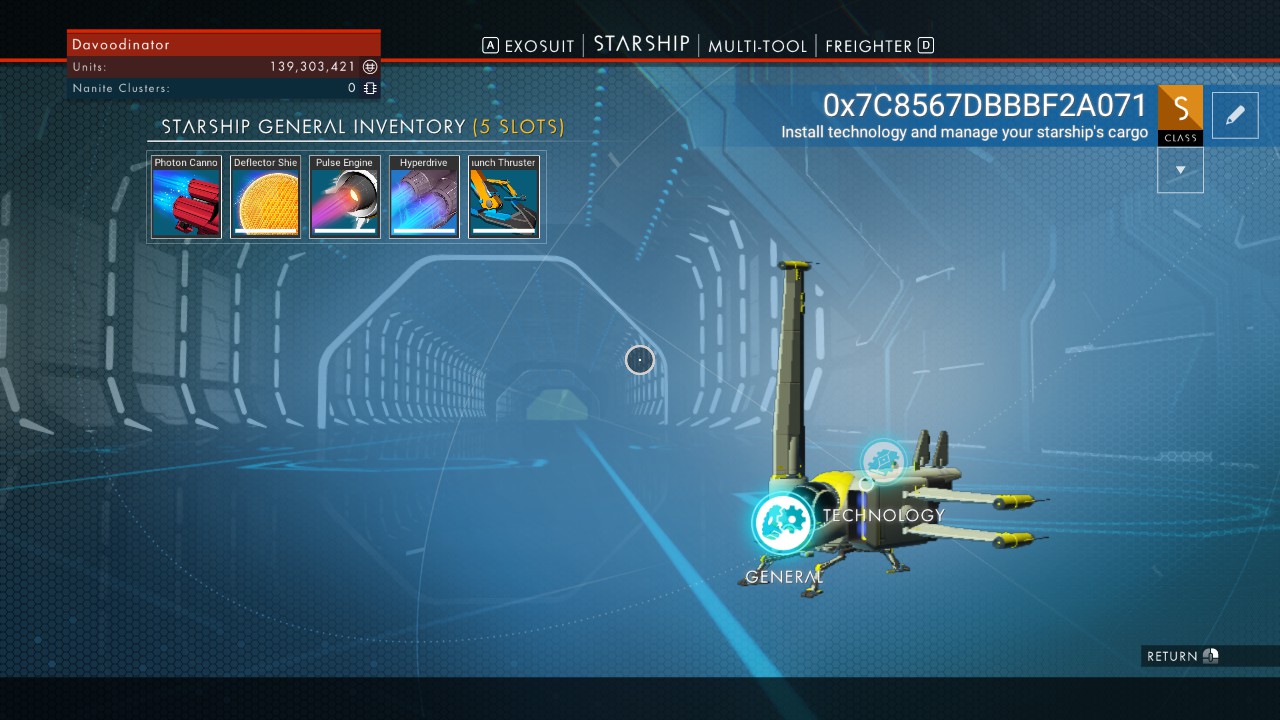 Davoodinator
Units: 139,303,421
Nanite Clusters: 0
A EXOSUIT STARSHIP MULTI-TOOL FREIGHTER D
0x7C8567DBBBF2A071
Install technology and manage your starship's cargo
S
CLASS
STARSHIP GENERAL INVENTORY (5 SLOTS)
Photon Canno Deflector Shie Pulse Engine Hyperdrive unch Thruster
TECHNOLOGY
GENERAL
RETURN